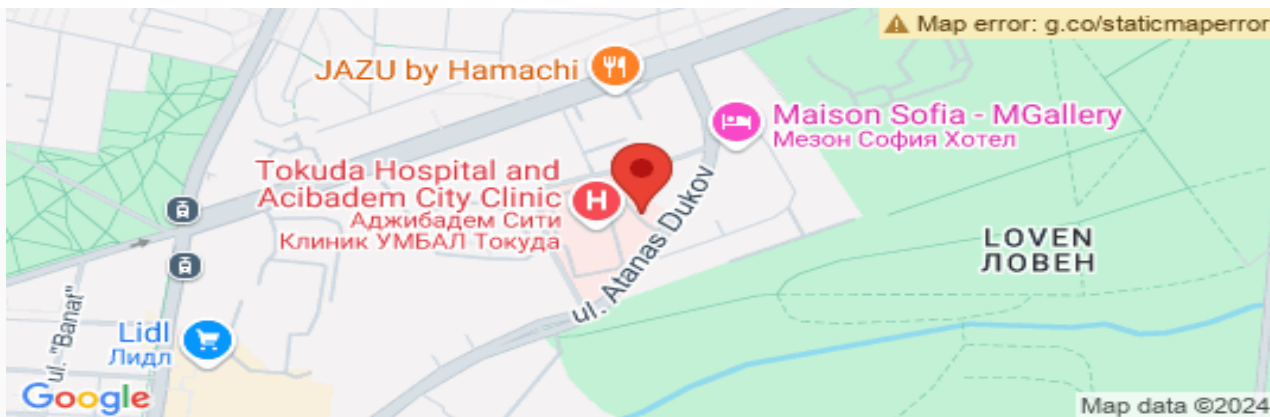 Map error: g.co/staticmaperror
JAZU by Hamachi
Maison Sofia - MGallery
Мезон София Хотел
Tokuda Hospital and
Acibadem City Clinic
Аджибадем Сити
Клиник УМБАЛ Токуда
H
ul. Atanas Dukov
LOVEN
ЛОВЕН
ul. "Banat"
Lidl
Лидл
Google
Map data ©2024